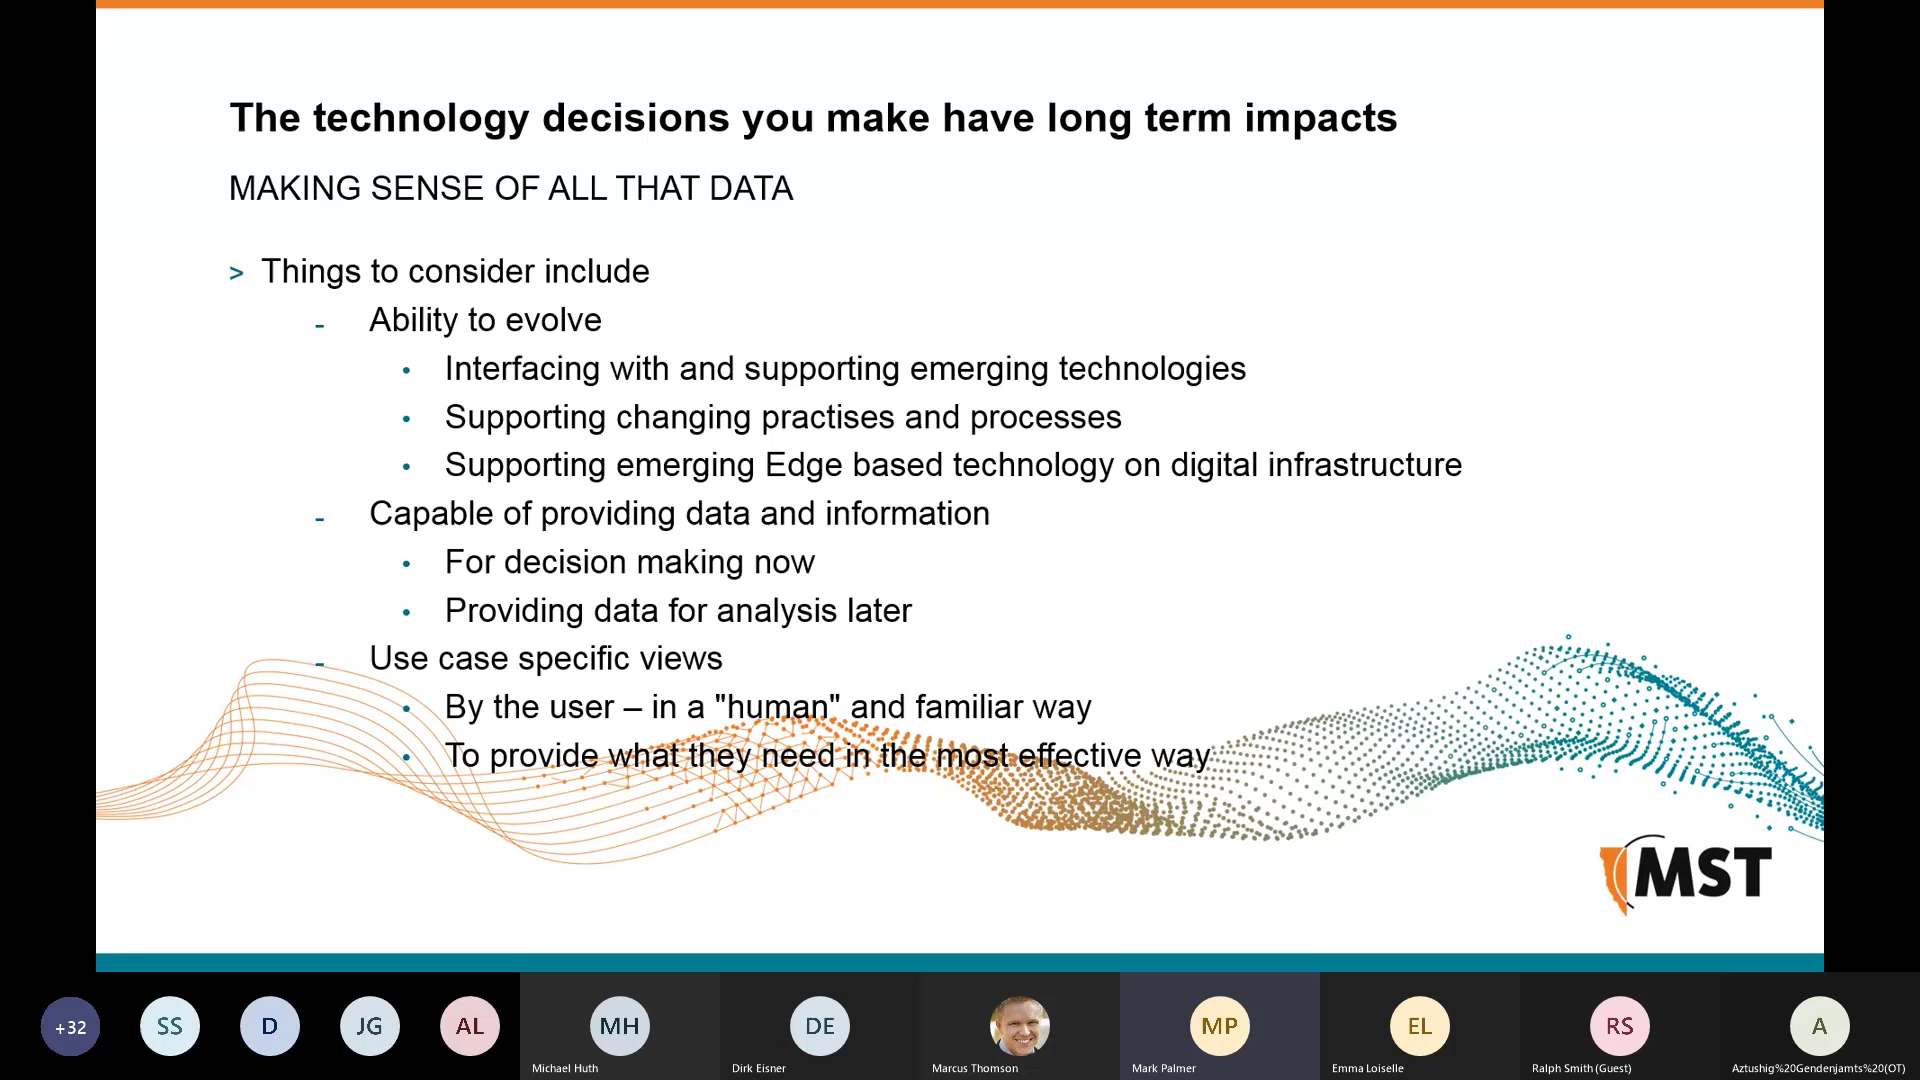 The technology decisions you make have long term impacts
MAKING SENSE OF ALL THAT DATA
> Things to consider include
- Ability to evolve
• Interfacing with and supporting emerging technologies
• Supporting changing practises and processes
• Supporting emerging Edge based technology on digital infrastructure
- Capable of providing data and information
• For decision making now
• Providing data for analysis later
- Use case specific views
• By the user – in a "human" and familiar way
• To provide what they need in the most effective way
MST
+32
SS
D
JG
AL
MH
DE
MP
EL
RS
A
Michael Huth
Dirk Eisner
Marcus Thomson
Mark Palmer
Emma Loiselle
Ralph Smith (Guest)
Aztushig%20Gendenjamts%20(OT)